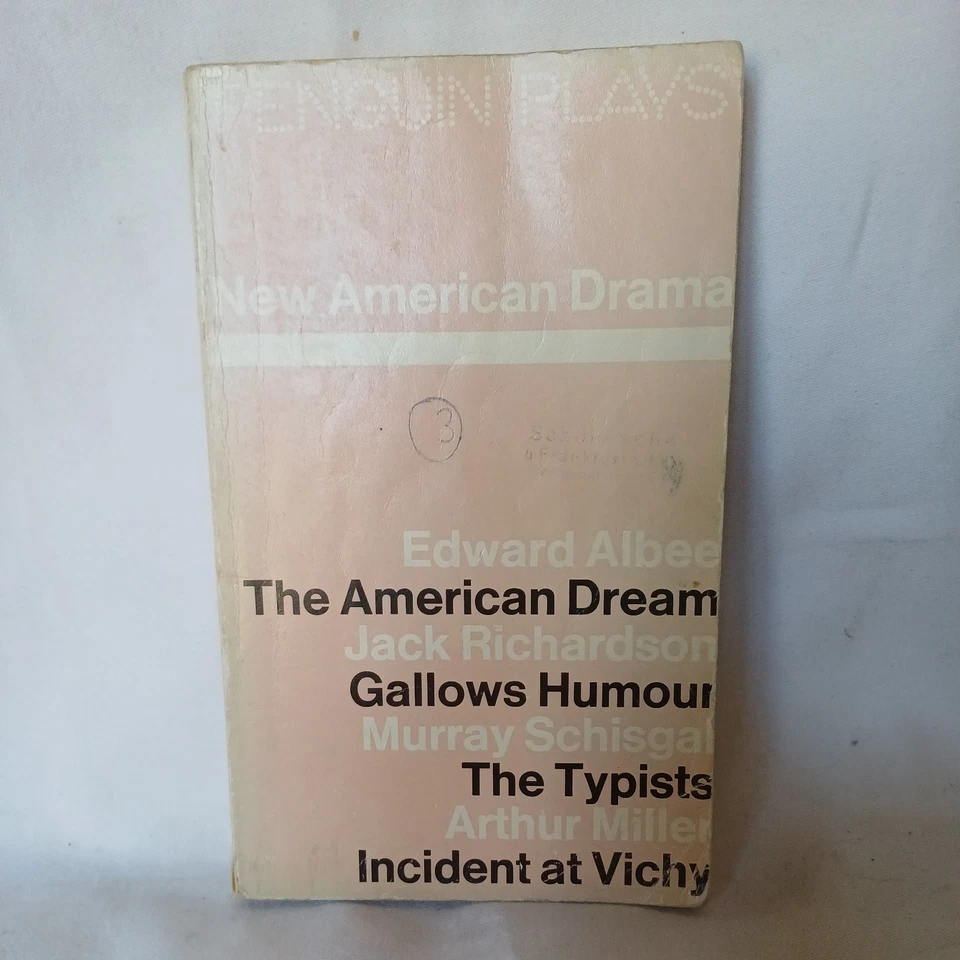 PENGUIN PLAYS
New American Drama
3
Edward Albee
The American Dream
Jack Richardson
Gallows Humour
Murray Schisgal
The Typists
Arthur Miller
Incident at Vichy